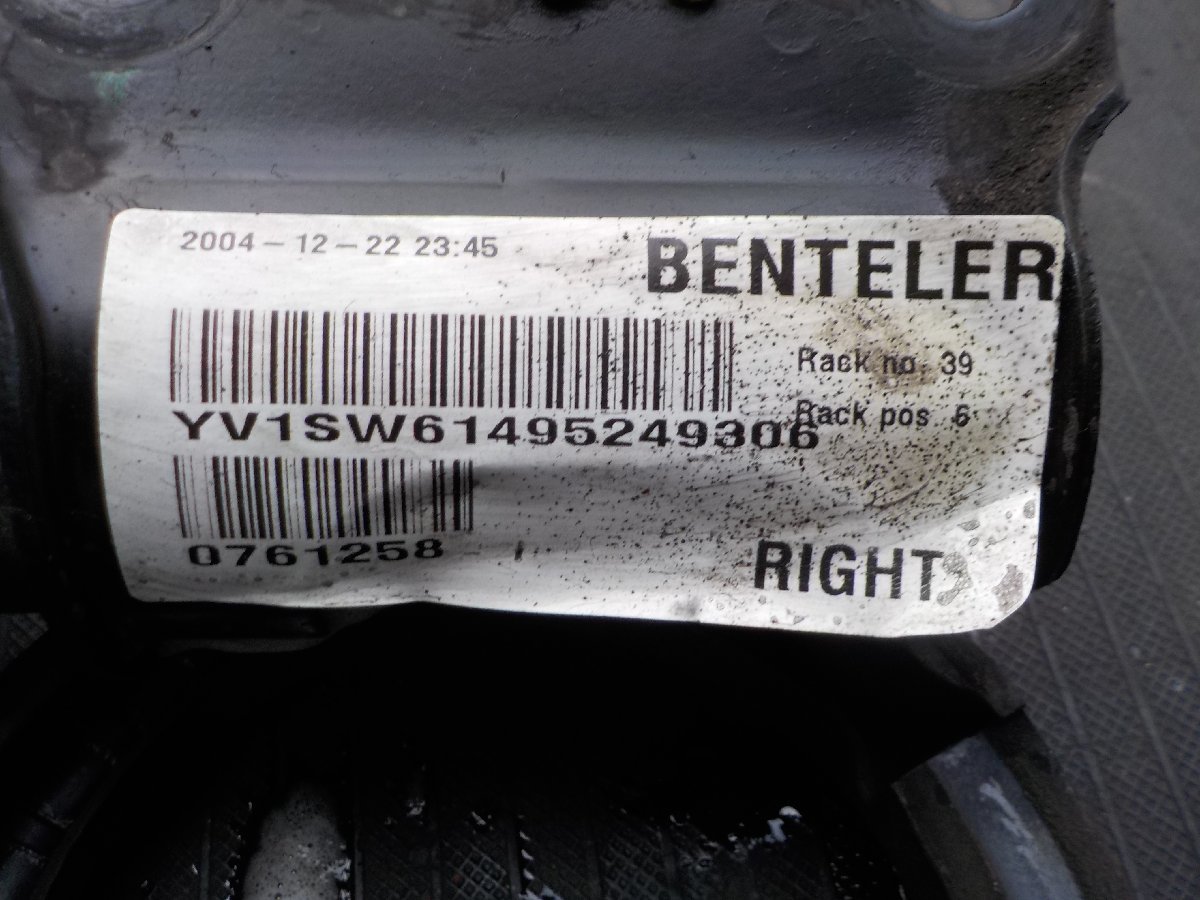 2004-12-22 23:45
BENTELER
Rack no 39
YV1SW61495249306
Rack pos 6
0761258
RIGHT